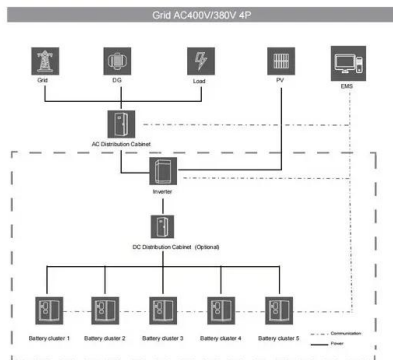 Grid AC400V/380V 4P
Grid
DG
Load
PV
EMS
AC Distribution Cabinet
Inverter
DC Distribution Cabinet (Optional)
Battery cluster 1
Battery cluster 2
Battery cluster 3
Battery cluster 4
Battery cluster 5
Communication
Power